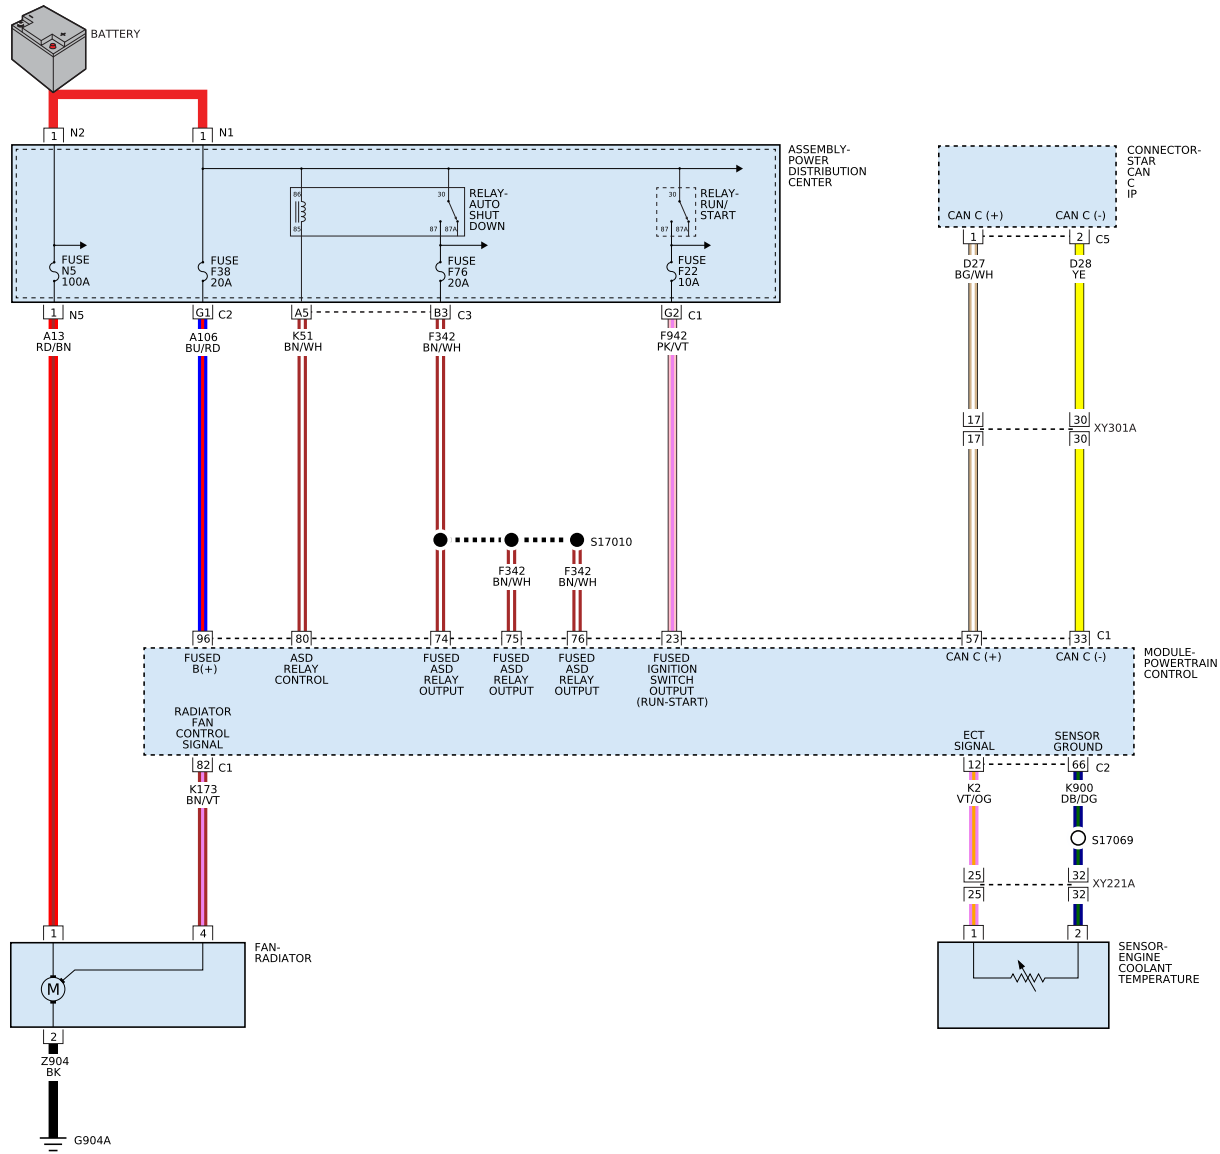 BATTERY
1 N2
1 N1
ASSEMBLY-
POWER
DISTRIBUTION
CENTER
86
85
30
87 87A
RELAY-
AUTO
SHUT
DOWN
30
87 87A
RELAY-
RUN/
START
FUSE
N5
100A
FUSE
F38
20A
FUSE
F76
20A
FUSE
F22
10A
CONNECTOR-
STAR
CAN
C
IP
CAN C (+) CAN C (-)
1 2 C5
D27
BG/WH
D28
YE
1 N5
G1 C2
A5 B3 C3
G2 C1
A13
RD/BN
A106
BU/RD
K51
BN/WH
F342
BN/WH
F942
PK/VT
17 30
XY301A
17 30
S17010
F342
BN/WH
F342
BN/WH
96 80 74 75 76 23 57 33 C1
FUSED
B(+)
ASD
RELAY
CONTROL
FUSED
ASD
RELAY
OUTPUT
FUSED
ASD
RELAY
OUTPUT
FUSED
ASD
RELAY
OUTPUT
FUSED
IGNITION
SWITCH
OUTPUT
(RUN-START)
CAN C (+) CAN C (-)
MODULE-
POWERTRAIN
CONTROL
RADIATOR
FAN
CONTROL
SIGNAL
ECT
SIGNAL
SENSOR
GROUND
82 C1
12 66 C2
K173
BN/VT
K2
VT/OG
K900
DB/DG
S17069
25 32
XY221A
25 32
1 4
FAN-
RADIATOR
M
1 2
SENSOR-
ENGINE
COOLANT
TEMPERATURE
2
Z904
BK
G904A